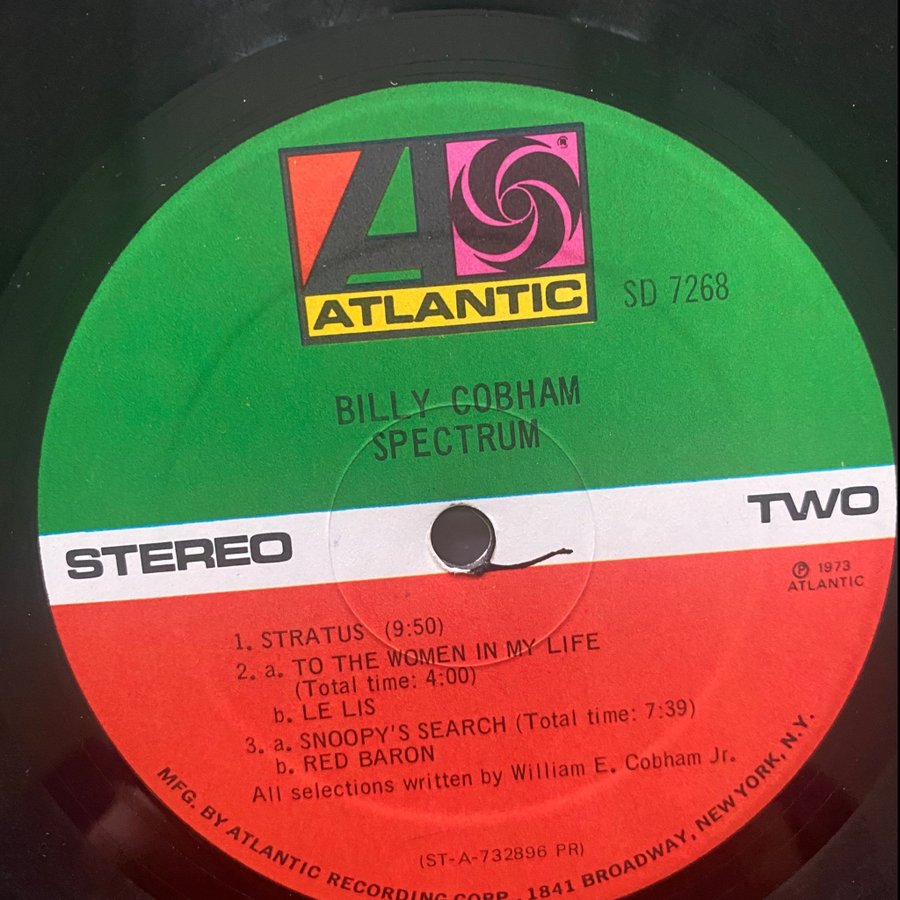 ATLANTIC
®
SD 7268
BILLY COBHAM
SPECTRUM
STEREO
TWO
℗ 1973
ATLANTIC
1. STRATUS (9:50)
2. a. TO THE WOMEN IN MY LIFE
(Total time: 4:00)
b. LE LIS
3. a. SNOOPY'S SEARCH (Total time: 7:39)
b. RED BARON
All selections written by William E. Cobham Jr.
(ST-A-732896 PR)
MFG. BY ATLANTIC RECORDING CORP., 1841 BROADWAY, NEW YORK, N.Y.